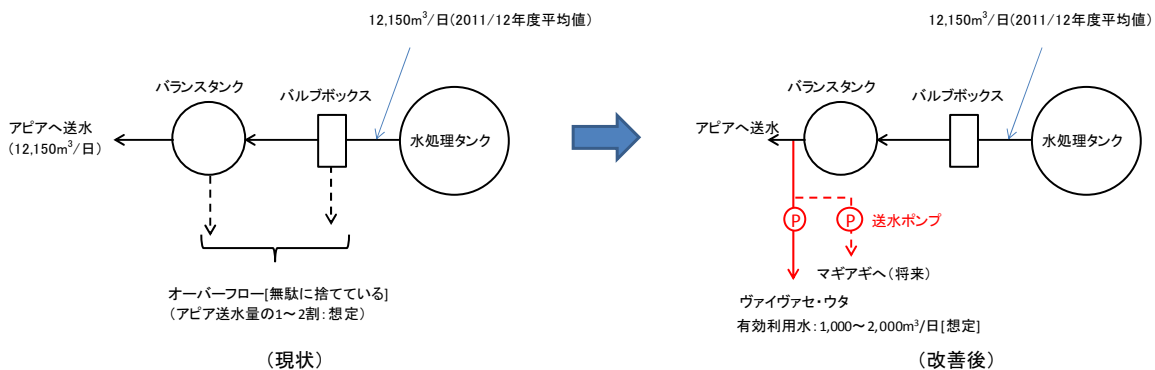 12,150m³/日(2011/12年度平均値)
バランスタンク
バルブボックス
アピアへ送水
(12,150m³/日)
水処理タンク
オーバーフロー[無駄に捨てている]
(アピア送水量の1～2割：想定)
(現状)
12,150m³/日(2011/12年度平均値)
バランスタンク
バルブボックス
アピアへ送水
水処理タンク
P
P
送水ポンプ
マギアギへ(将来)
ヴァイヴァセ・ウタ
有効利用水：1,000～2,000m³/日[想定]
(改善後)